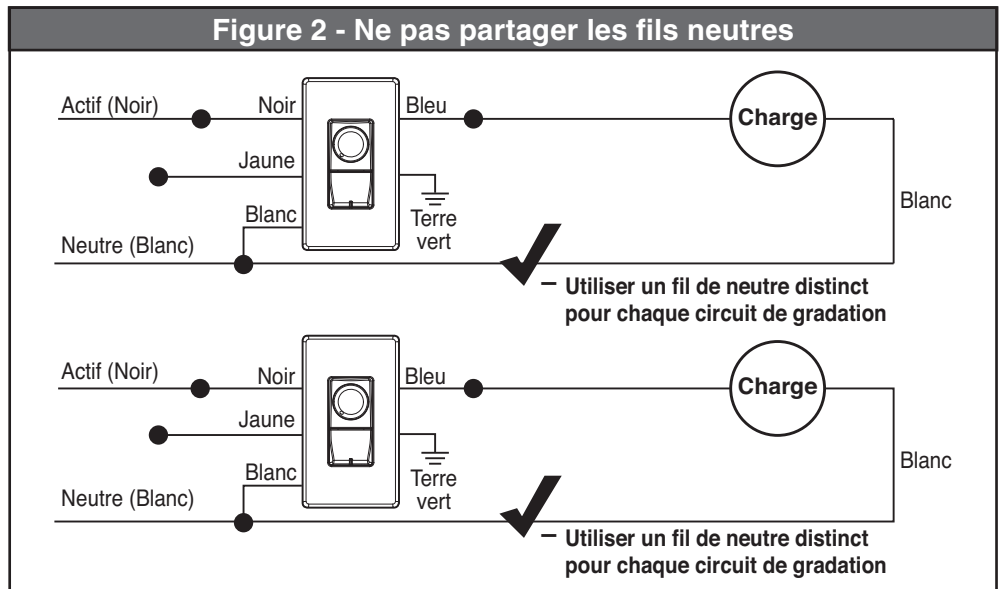 Figure 2 - Ne pas partager les fils neutres
Actif (Noir)
Noir
Bleu
Charge
Jaune
Blanc
Terre
vert
Blanc
Neutre (Blanc)
– Utiliser un fil de neutre distinct
pour chaque circuit de gradation
Actif (Noir)
Noir
Bleu
Charge
Jaune
Blanc
Terre
vert
Blanc
Neutre (Blanc)
– Utiliser un fil de neutre distinct
pour chaque circuit de gradation